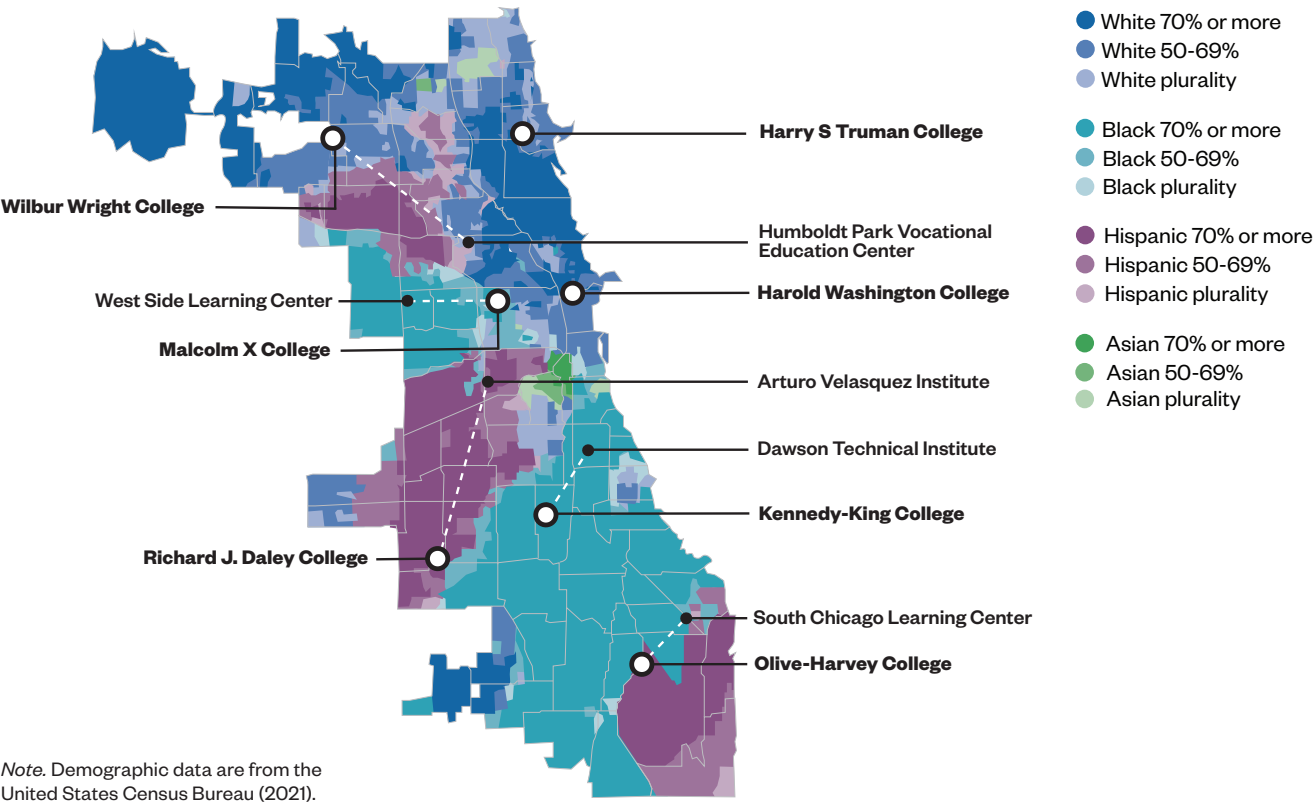 White 70% or more
White 50-69%
White plurality
Black 70% or more
Black 50-69%
Black plurality
Hispanic 70% or more
Hispanic 50-69%
Hispanic plurality
Asian 70% or more
Asian 50-69%
Asian plurality
Harry S Truman College
Wilbur Wright College
Humboldt Park Vocational
Education Center
Harold Washington College
West Side Learning Center
Malcolm X College
Arturo Velasquez Institute
Dawson Technical Institute
Kennedy-King College
Richard J. Daley College
South Chicago Learning Center
Olive-Harvey College
Note. Demographic data are from the
United States Census Bureau (2021).